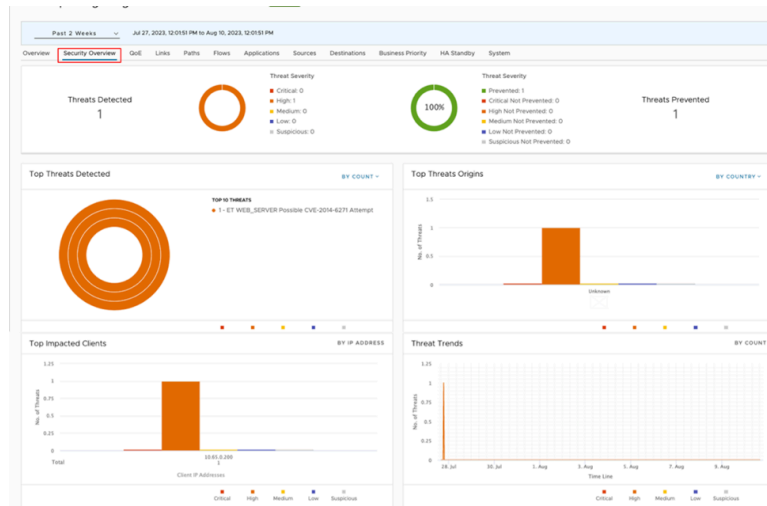 Past 2 Weeks
Jul 27, 2023, 12:01:51 PM to Aug 10, 2023, 12:01:51 PM
Overview Security Overview QoE Links Paths Flows Applications Sources Destinations Business Priority HA Standby System
Threats Detected
1
Threat Severity
Critical: 0
High: 1
Medium: 0
Low: 0
Suspicious: 0
100%
Threat Severity
Prevented: 1
Critical Not Prevented: 0
High Not Prevented: 0
Medium Not Prevented: 0
Low Not Prevented: 0
Suspicious Not Prevented: 0
Threats Prevented
1
Top Threats Detected
BY COUNT
TOP 10 THREATS
1 - ET WEB_SERVER Possible CVE-2014-6271 Attempt
Top Threats Origins
BY COUNTRY
No. of Threats
1.5
1
0.5
0
Unknown
Top Impacted Clients
BY IP ADDRESS
No. of Threats
1.25
1
0.75
0.5
0.25
0
Total
10.85.0.200
1
Client IP Addresses
Critical High Medium Low Suspicious
Threat Trends
BY COUNT
No. of Threats
1.25
1
0.75
0.5
0.25
0
28. Jul 30. Jul 1. Aug 3. Aug 5. Aug 7. Aug 9. Aug
Time Line
Critical High Medium Low Suspicious